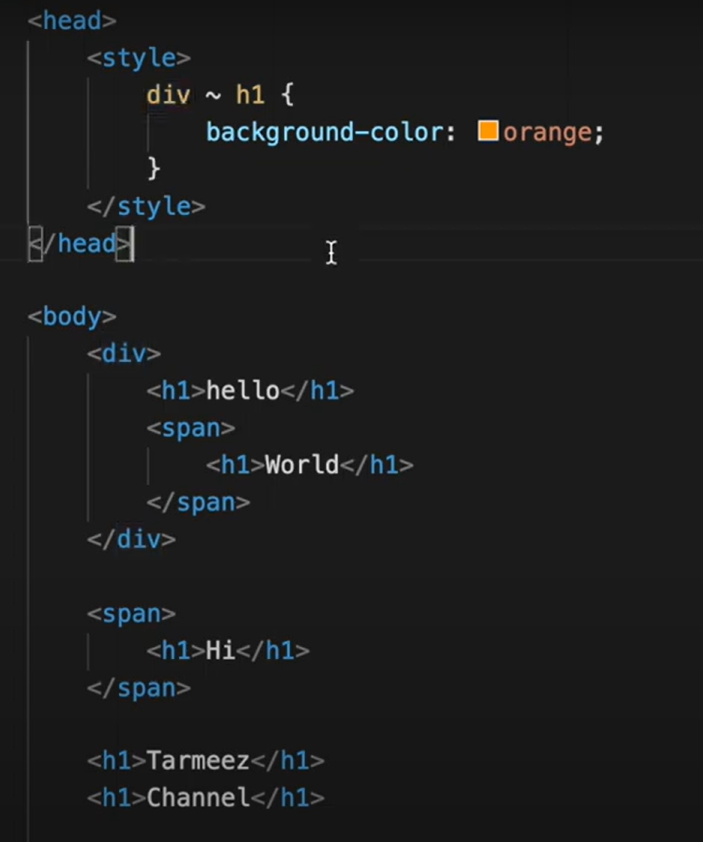 <head>
<style>
div ~ h1 {
background-color: orange;
}
</style>
</head>
<body>
<div>
<h1>hello</h1>
<span>
<h1>World</h1>
</span>
</div>
<span>
<h1>Hi</h1>
</span>
<h1>Tarmeez</h1>
<h1>Channel</h1>